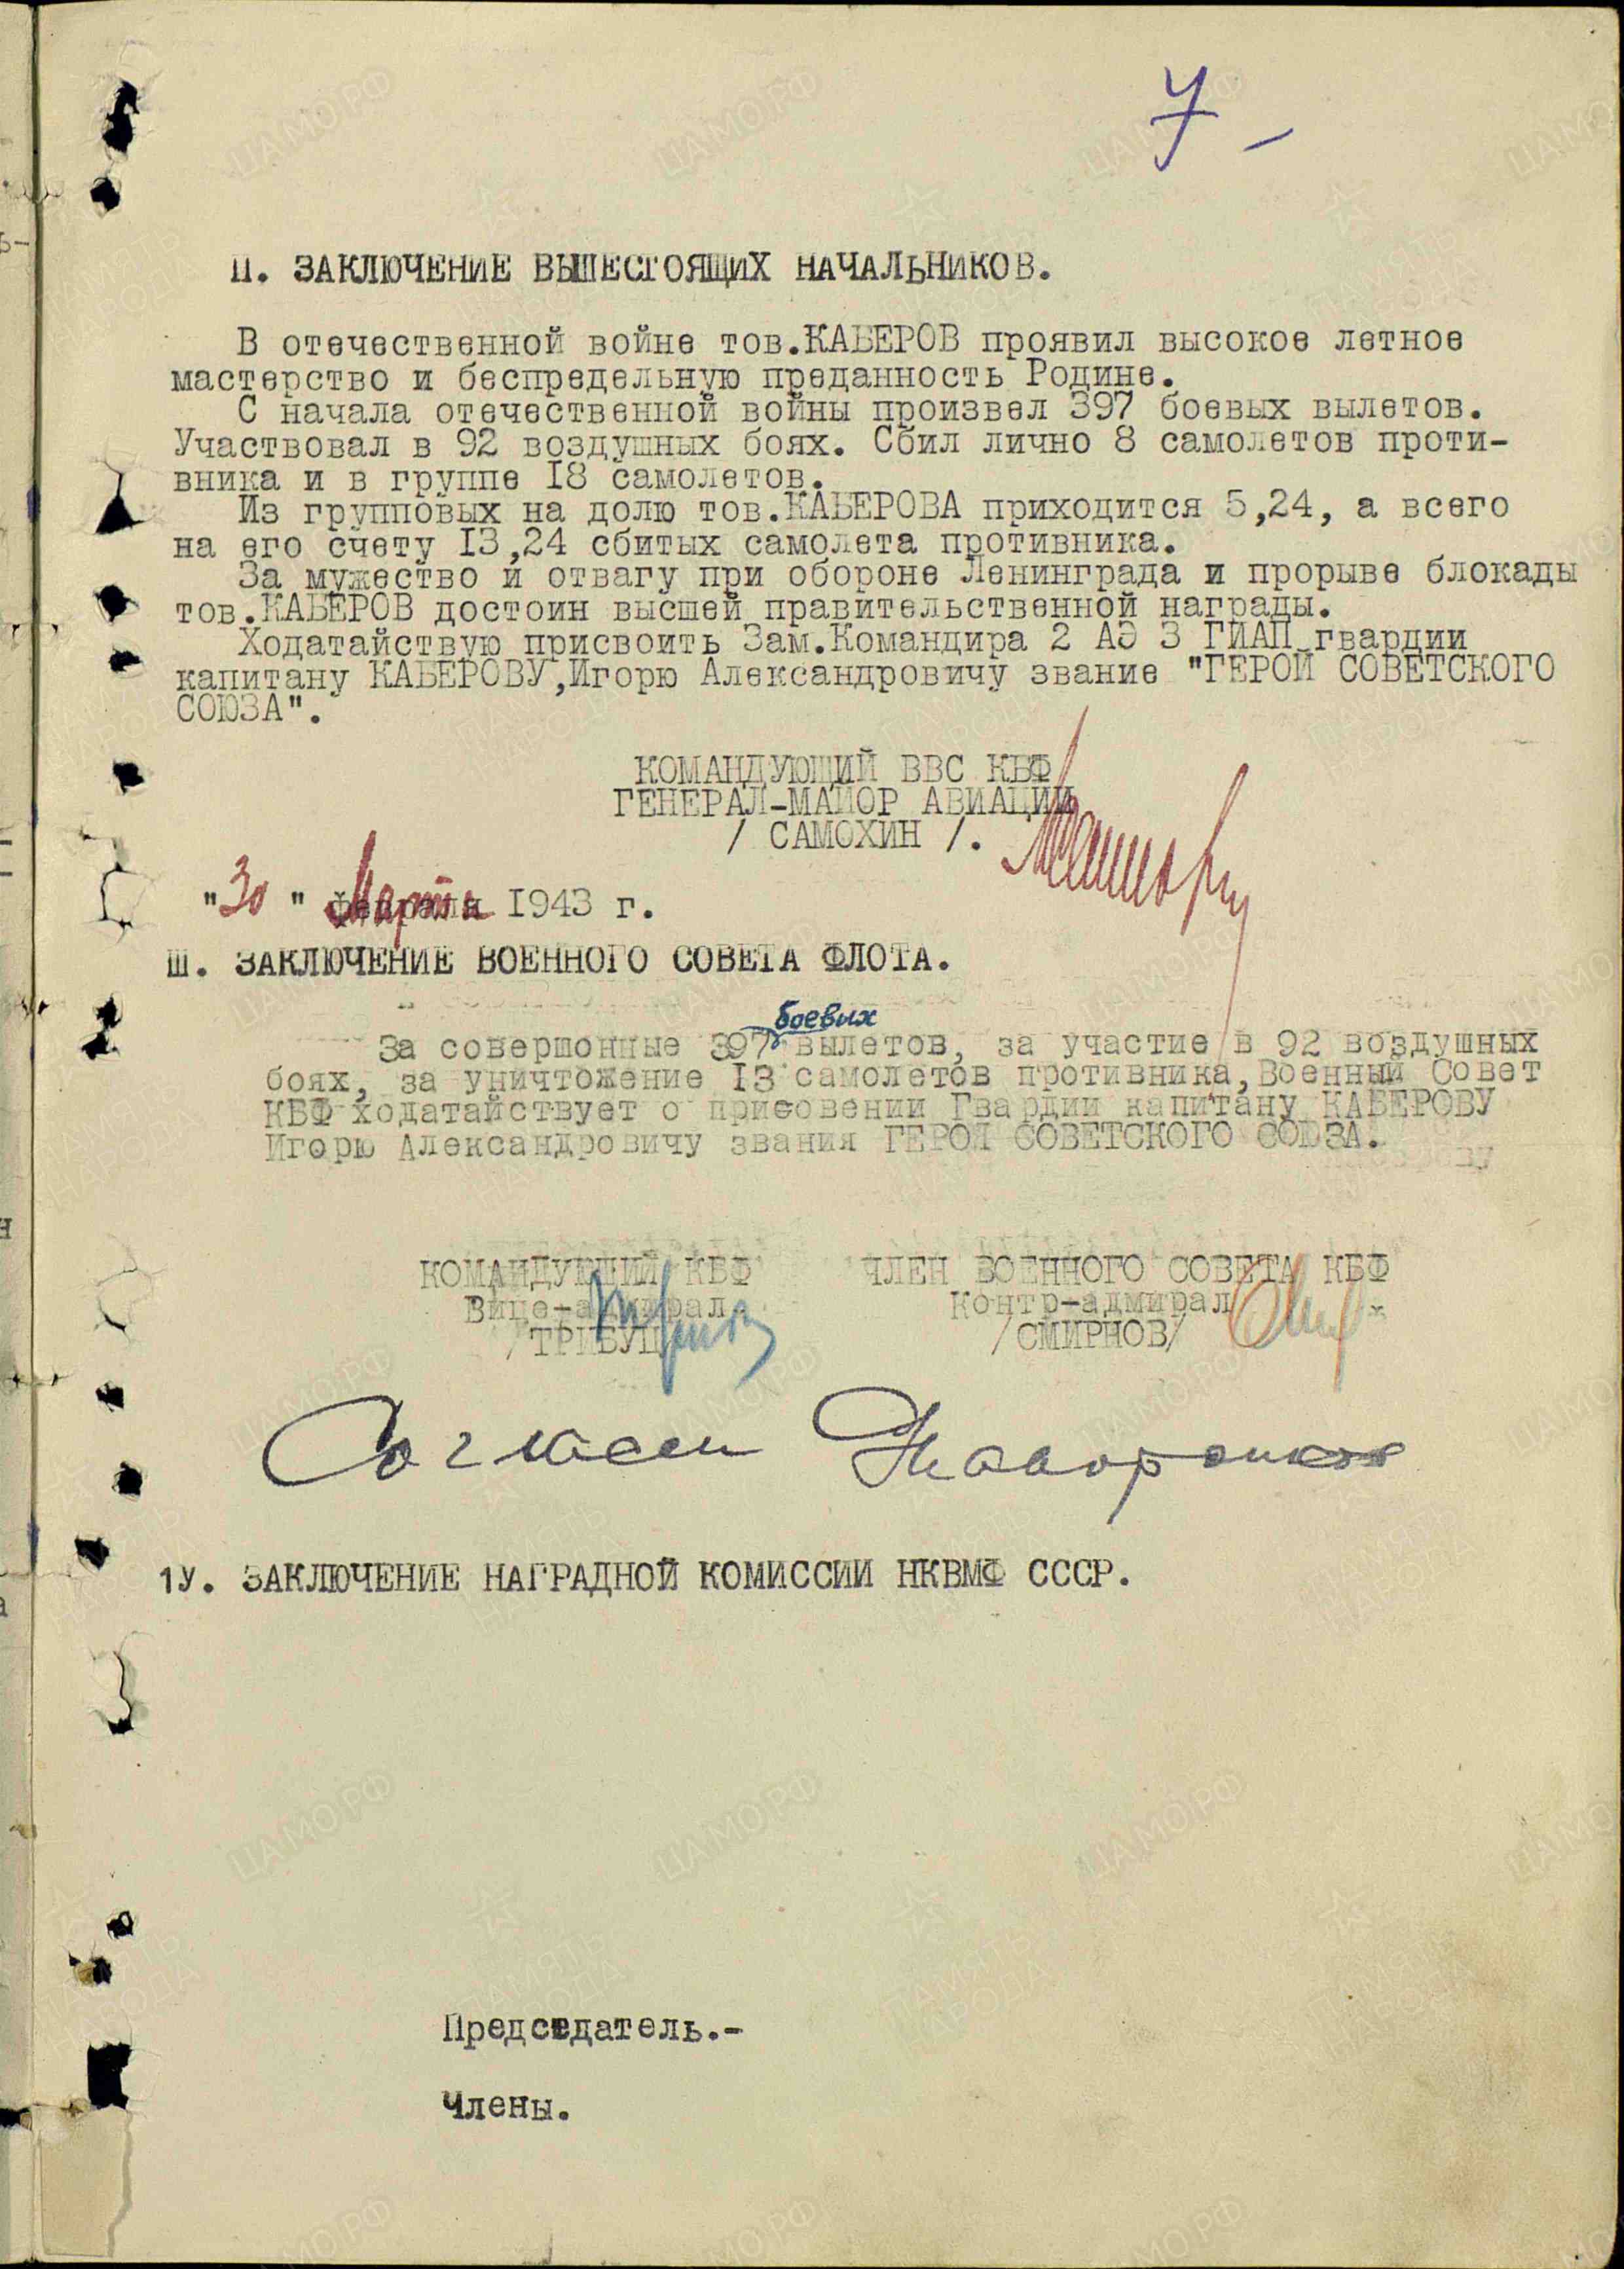 7 -
II. ЗАКЛЮЧЕНИЕ ВЫШЕСТОЯЩИХ НАЧАЛЬНИКОВ.
В отечественной войне тов.КАБЕРОВ проявил высокое летное
мастерство и беспредельную преданность Родине.
С начала отечественной войны произвел 397 боевых вылетов.
Участвовал в 92 воздушных боях. Сбил лично 8 самолетов проти-
вника и в группе 18 самолетов.
Из групповых на долю тов.КАБЕРОВА приходится 5,24, а всего
на его счету 13,24 сбитых самолета противника.
За мужество и отвагу при обороне Ленинграда и прорыве блокады
тов.КАБЕРОВ достоин высшей правительственной награды.
Ходатайствую присвоить Зам.Командира 2 АЭ 3 ГИАП гвардии
капитану КАБЕРОВУ,Игорю Александровичу звание "ГЕРОЙ СОВЕТСКОГО
СОЮЗА".
КОМАНДУЮЩИЙ ВВС КБФ
ГЕНЕРАЛ-МАЙОР АВИАЦИИ
/ САМОХИН /.
"30" Марта 1943 г.
Ш. ЗАКЛЮЧЕНИЕ ВОЕННОГО СОВЕТА ФЛОТА.
боевых
За совершонные 397 вылетов, за участие в 92 воздушных
боях, за уничтожение 13 самолетов противника,Военный Совет
КБФ ходатайствует о присовении Гвардии капитану КАБЕРОВУ
Игорю Александровичу звания ГЕРОЯ СОВЕТСКОГО СОЮЗА.
КОМАНДУЮЩИЙ КБФ ЧЛЕН ВОЕННОГО СОВЕТА КБФ
Вице-адмирал Контр-адмирал
/ТРИБУЦ /СМИРНОВ/
Согласен Жаворонков
1У. ЗАКЛЮЧЕНИЕ НАГРАДНОЙ КОМИССИИ НКВМФ СССР.
Председатель.-
Члены.